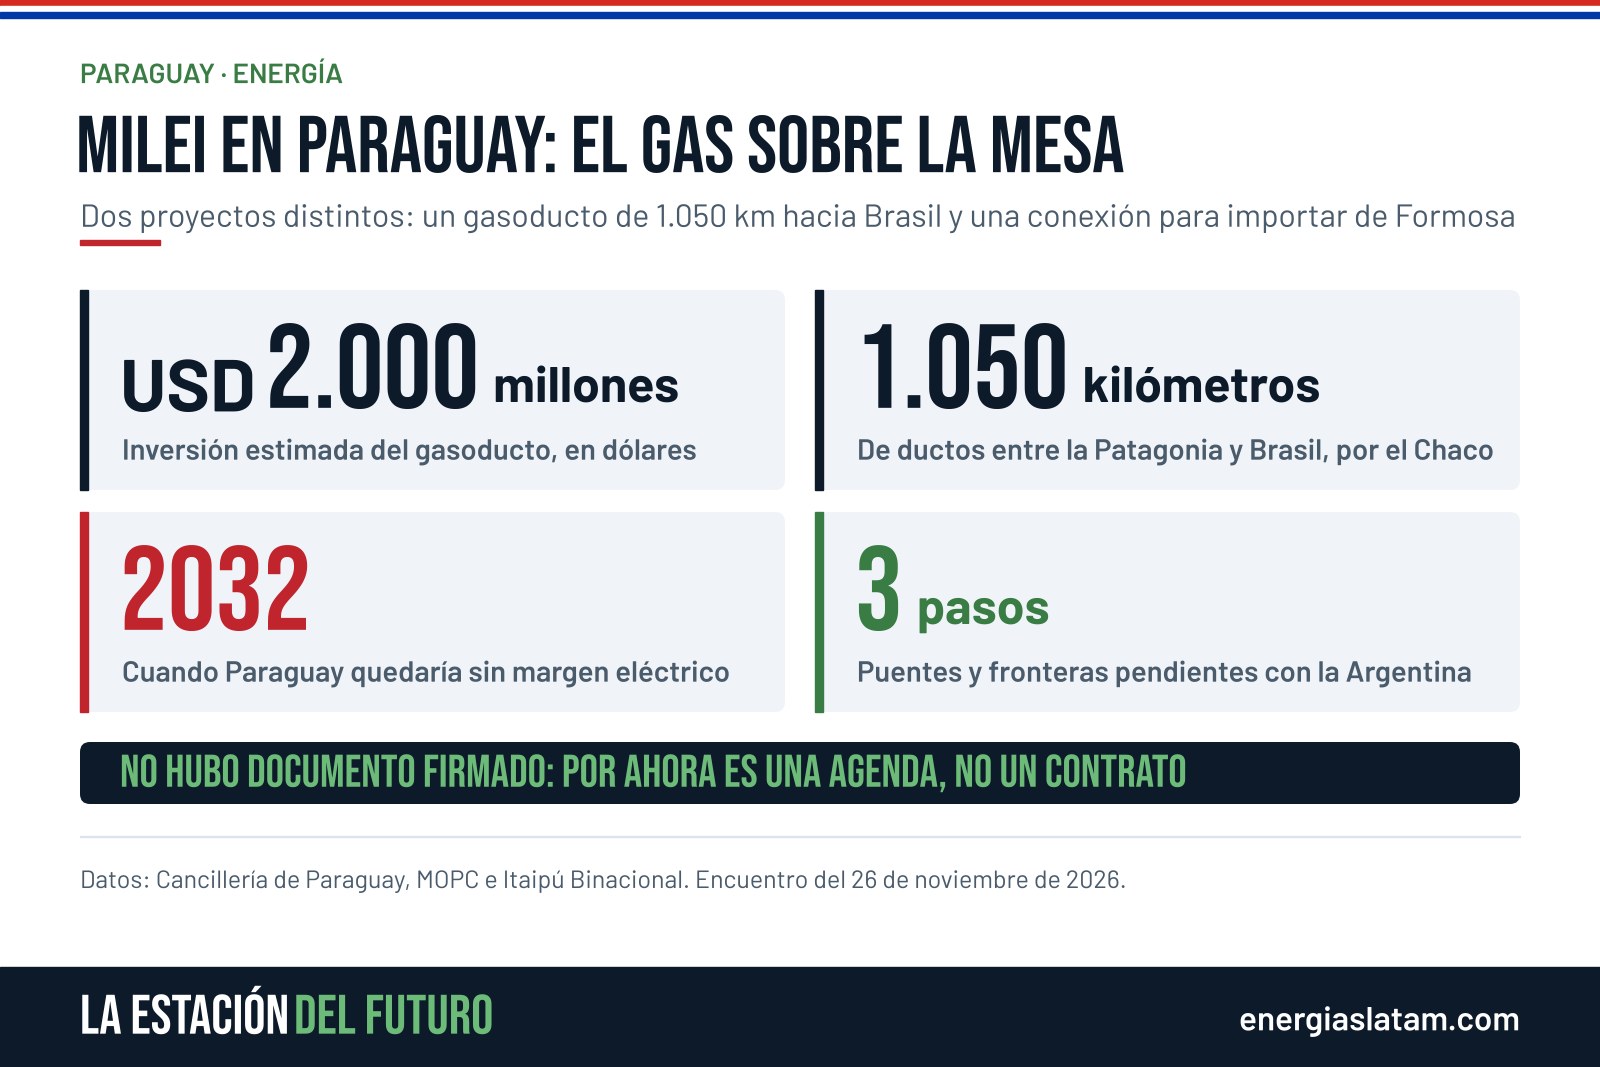 PARAGUAY · ENERGÍA
MILEI EN PARAGUAY: EL GAS SOBRE LA MESA
Dos proyectos distintos: un gasoducto de 1.050 km hacia Brasil y una conexión para importar de Formosa
USD 2.000 millones
Inversión estimada del gasoducto, en dólares
1.050 kilómetros
De ductos entre la Patagonia y Brasil, por el Chaco
2032
Cuando Paraguay quedaría sin margen eléctrico
3 pasos
Puentes y fronteras pendientes con la Argentina
NO HUBO DOCUMENTO FIRMADO: POR AHORA ES UNA AGENDA, NO UN CONTRATO
Datos: Cancillería de Paraguay, MOPC e Itaipú Binacional. Encuentro del 26 de noviembre de 2026.
LA ESTACIÓN DEL FUTURO
energiaslatam.com